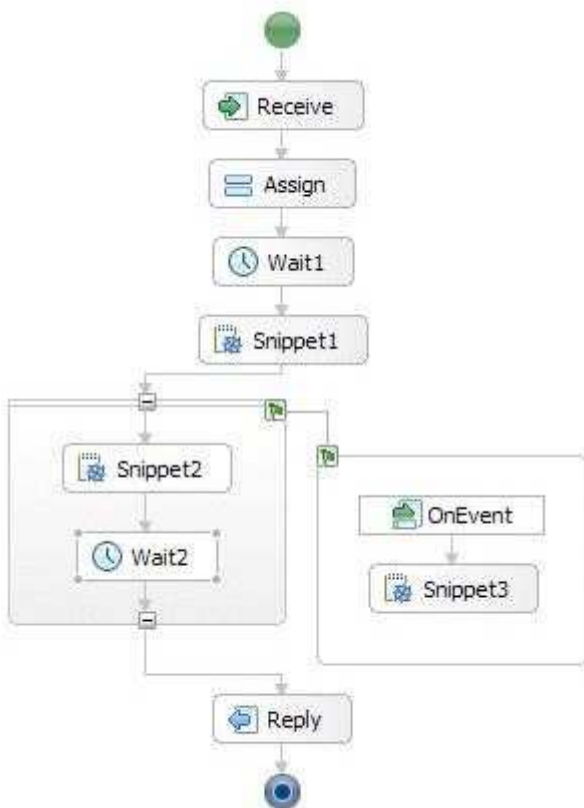 Receive
Assign
Wait1
Snippet1
Snippet2
Wait2
OnEvent
Snippet3
Reply